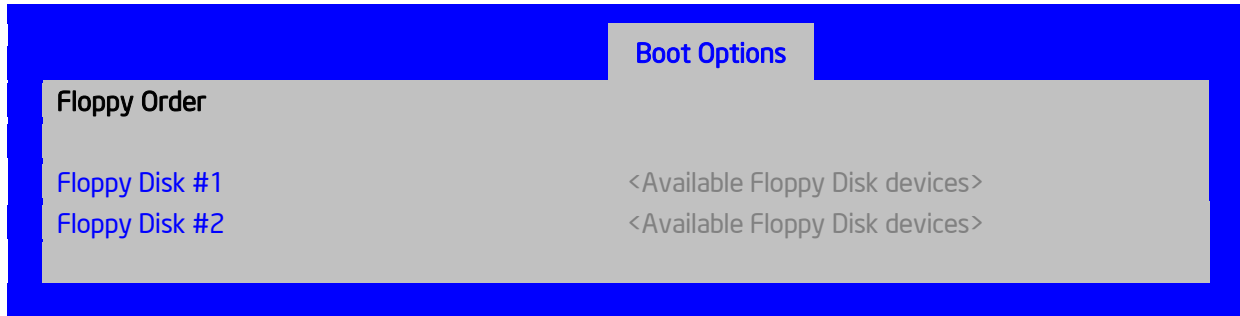 Boot Options
Floppy Order
Floppy Disk #1 <Available Floppy Disk devices>
Floppy Disk #2 <Available Floppy Disk devices>